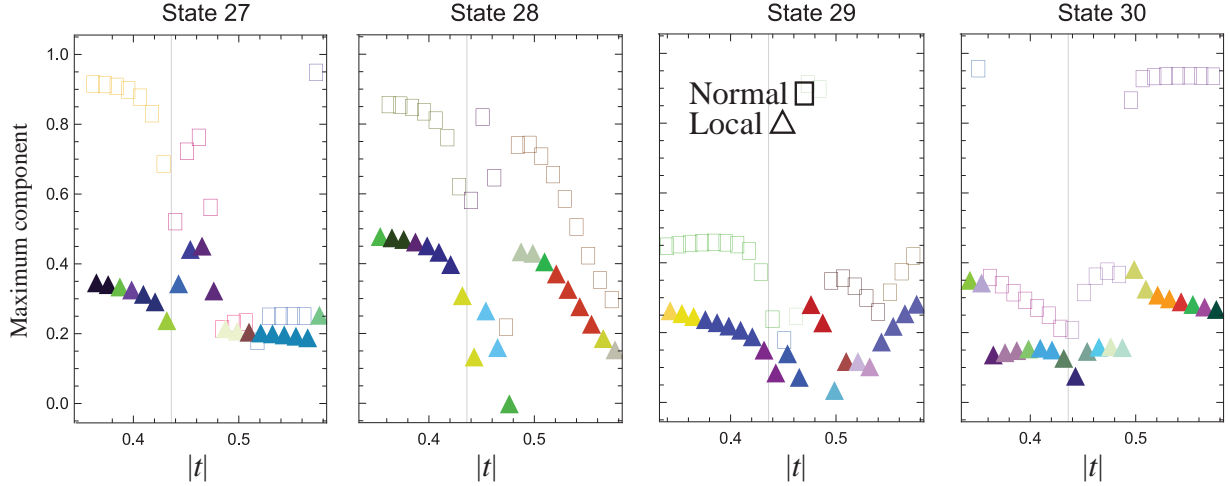 State 27 State 28 State 29 State 30
Maximum component
1.0
0.8
0.6
0.4
0.2
0.0
Normal
Local
0.4 0.5 0.4 0.5 0.4 0.5 0.4 0.5
|t| |t| |t| |t|